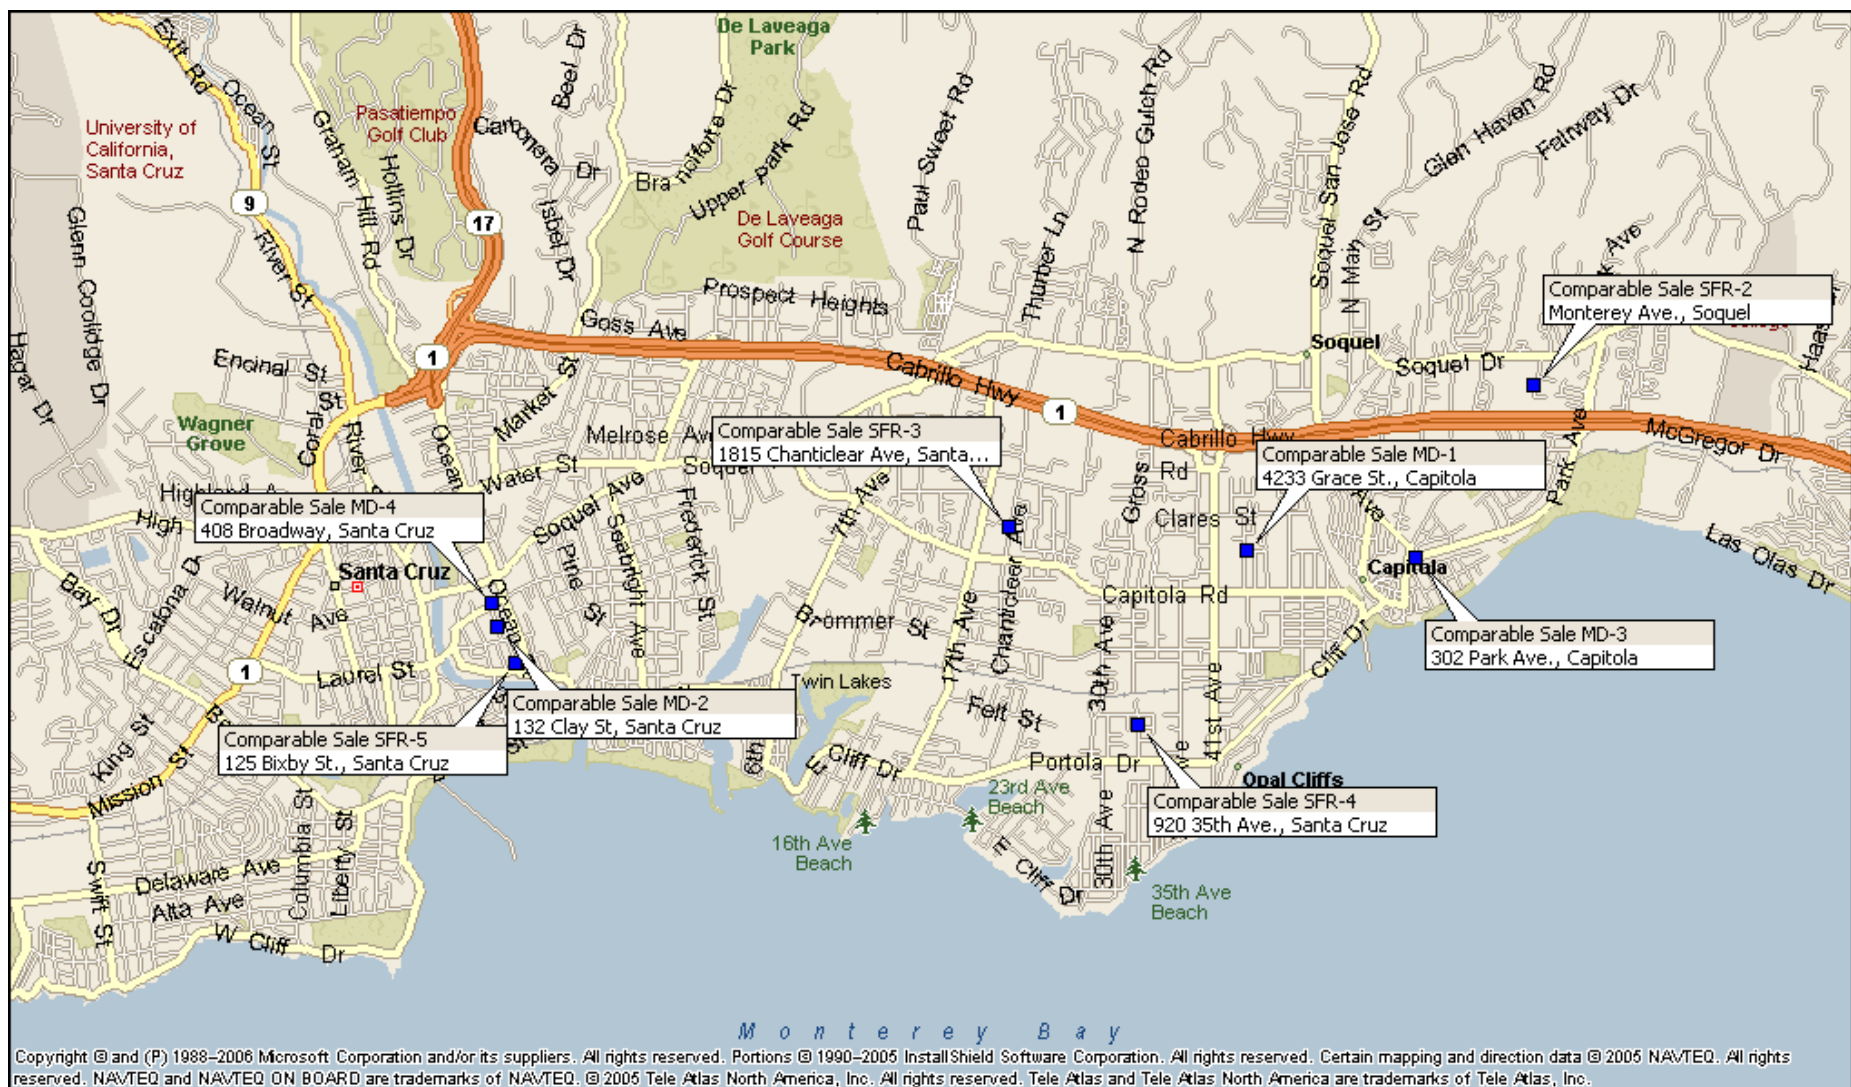 De Laveaga
Park
Exit Rd
Ocean St
Beel Dr
Pasatiempo
Golf Club
Graham Hill Rd
Carbonera Dr
Branciforte Dr
Upper Park Rd
Paul Sweet Rd
N Rodeo Gulch Rd
Soquel San Jose Rd
Glen Haven Rd
Fairway Dr
University of
California,
Santa Cruz
Hollins Dr
Isbel Dr
9
17
De Laveaga
Golf Course
Thurber Ln
N Main St
Glenn Coolidge Dr
River St
Prospect Heights
Goss Ave
Comparable Sale SFR-2
Monterey Ave., Soquel
Hagar Dr
Encinal St
1
Market St
Cabrillo Hwy
1
Soquel
Soquel Dr
Wagner
Grove
Coral St
River
Ocean
Melrose Ave
Water St
Soquel
Comparable Sale SFR-3
1815 Chanticlear Ave, Santa...
Cabrillo Hwy
Comparable Sale MD-1
4233 Grace St., Capitola
McGregor Dr
Park Ave
Highland
High
Comparable Sale MD-4
408 Broadway, Santa Cruz
Soquel Ave
Frederick St
7th Ave
Gross
Rd
Clares St
Ave
Las Olas Dr
Santa Cruz
Bay Dr
Escalona Dr
Walnut Ave
Ocean
Pine St
Seabright Ave
Brommer St
17th Ave
Chanticleer Ave
Capitola Rd
Capitola
Comparable Sale MD-3
302 Park Ave., Capitola
1
Laurel St
King St
Mission St
Comparable Sale MD-2
132 Clay St, Santa Cruz
Comparable Sale SFR-5
125 Bixby St., Santa Cruz
St
Twin Lakes
6th
Felt St
30th Ave
41st Ave
Cliff Dr
E Cliff Dr
Portola Dr
Opal Cliffs
23rd Ave
Beach
Comparable Sale SFR-4
920 35th Ave., Santa Cruz
16th Ave
Beach
E Cliff Dr
30th Ave
35th Ave
Beach
Swift St
Delaware Ave
Columbia St
Liberty St
Alta Ave
W Cliff Dr
Monterey Bay
Copyright © and (P) 1988–2006 Microsoft Corporation and/or its suppliers. All rights reserved. Portions © 1990–2005 InstallShield Software Corporation. All rights reserved. Certain mapping and direction data © 2005 NAVTEQ. All rights
reserved. NAVTEQ and NAVTEQ ON BOARD are trademarks of NAVTEQ. © 2005 Tele Atlas North America, Inc. All rights reserved. Tele Atlas and Tele Atlas North America are trademarks of Tele Atlas, Inc.